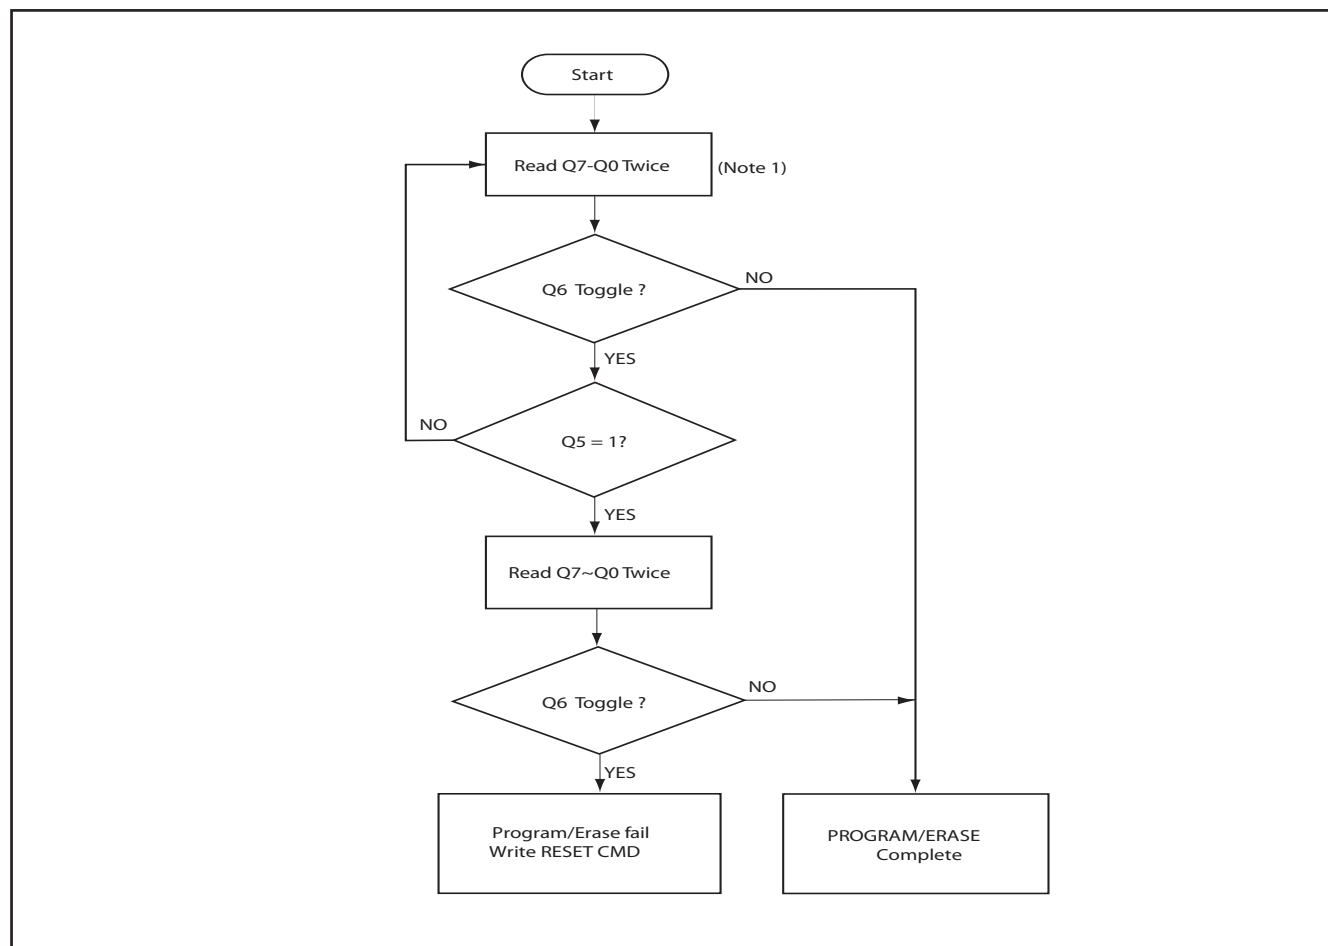 Start
Read Q7-Q0 Twice
(Note 1)
Q6 Toggle ?
NO
YES
NO
Q5 = 1?
YES
Read Q7~Q0 Twice
Q6 Toggle ?
NO
YES
Program/Erase fail
Write RESET CMD
PROGRAM/ERASE
Complete